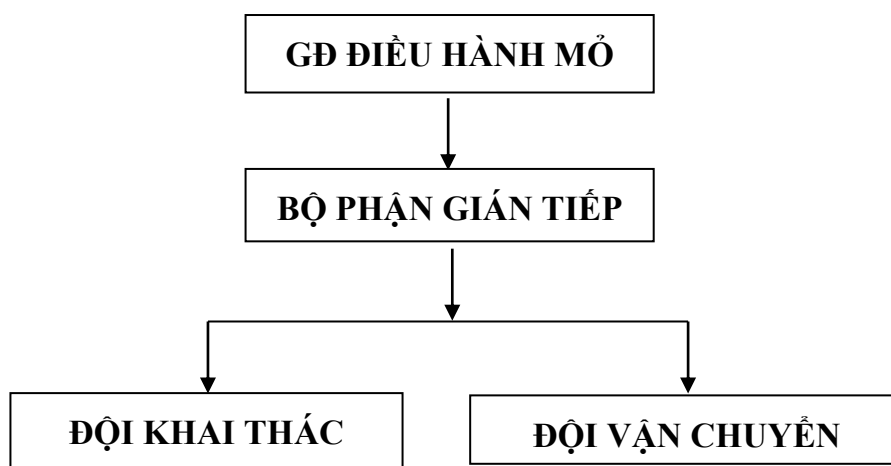 GĐ ĐIỀU HÀNH MỎ
BỘ PHẬN GIÁN TIẾP
ĐỘI KHAI THÁC
ĐỘI VẬN CHUYỂN